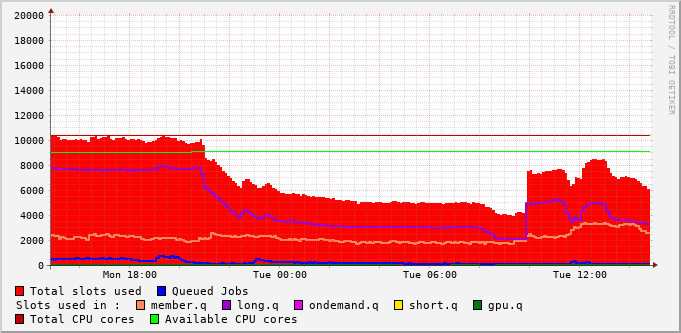 RRDTOOL / TOBI OETIKER
20000
18000
16000
14000
12000
10000
8000
6000
4000
2000
0
Mon 18:00 Tue 00:00 Tue 06:00 Tue 12:00
Total slots used Queued Jobs
Slots used in : member.q long.q ondemand.q short.q gpu.q
Total CPU cores Available CPU cores